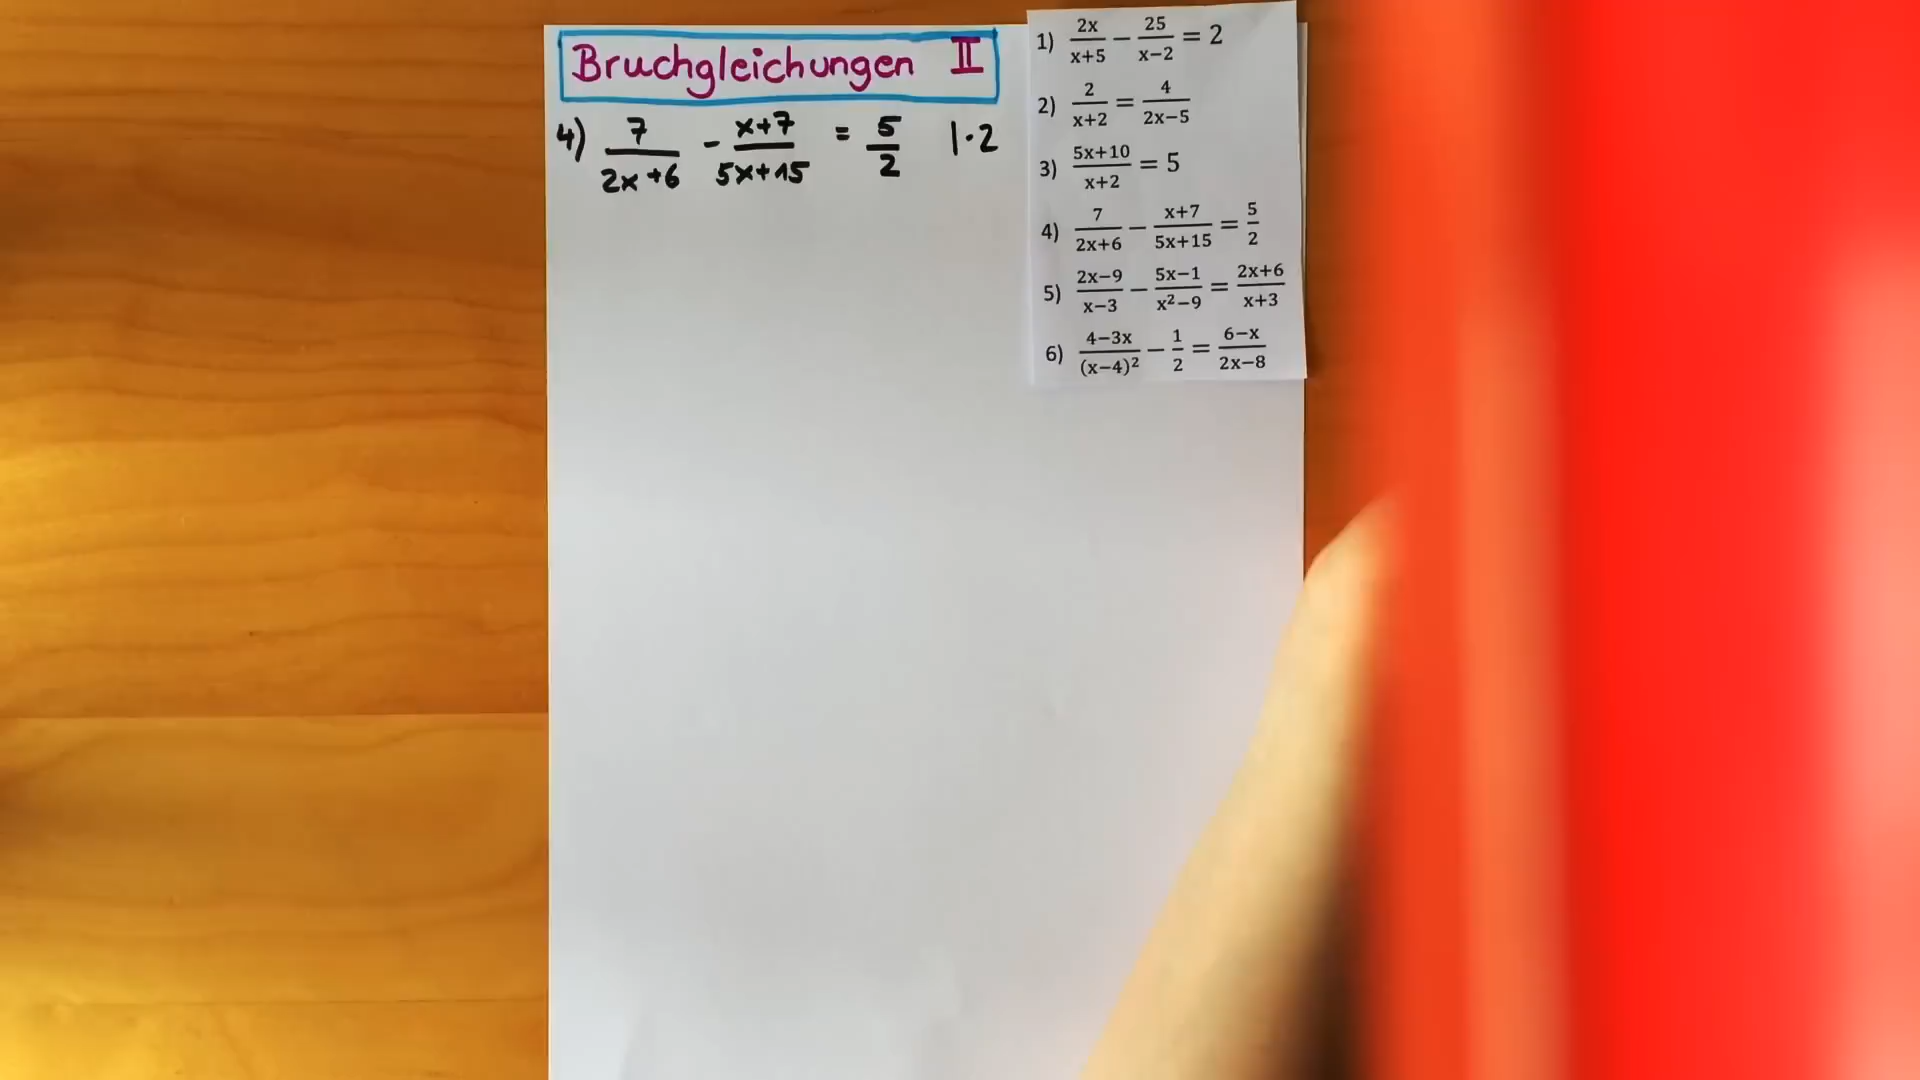 Bruchgleichungen II
4) 7/(2x+6) - (x+7)/(5x+15) = 5/2 |·2
1) 2x/(x+5) − 25/(x−2) = 2
2) 2/(x+2) = 4/(2x−5)
3) (5x+10)/(x+2) = 5
4) 7/(2x+6) − (x+7)/(5x+15) = 5/2
5) (2x−9)/(x−3) − (5x−1)/(x²−9) = (2x+6)/(x+3)
6) (4−3x)/(x−4)² − 1/2 = (6−x)/(2x−8)